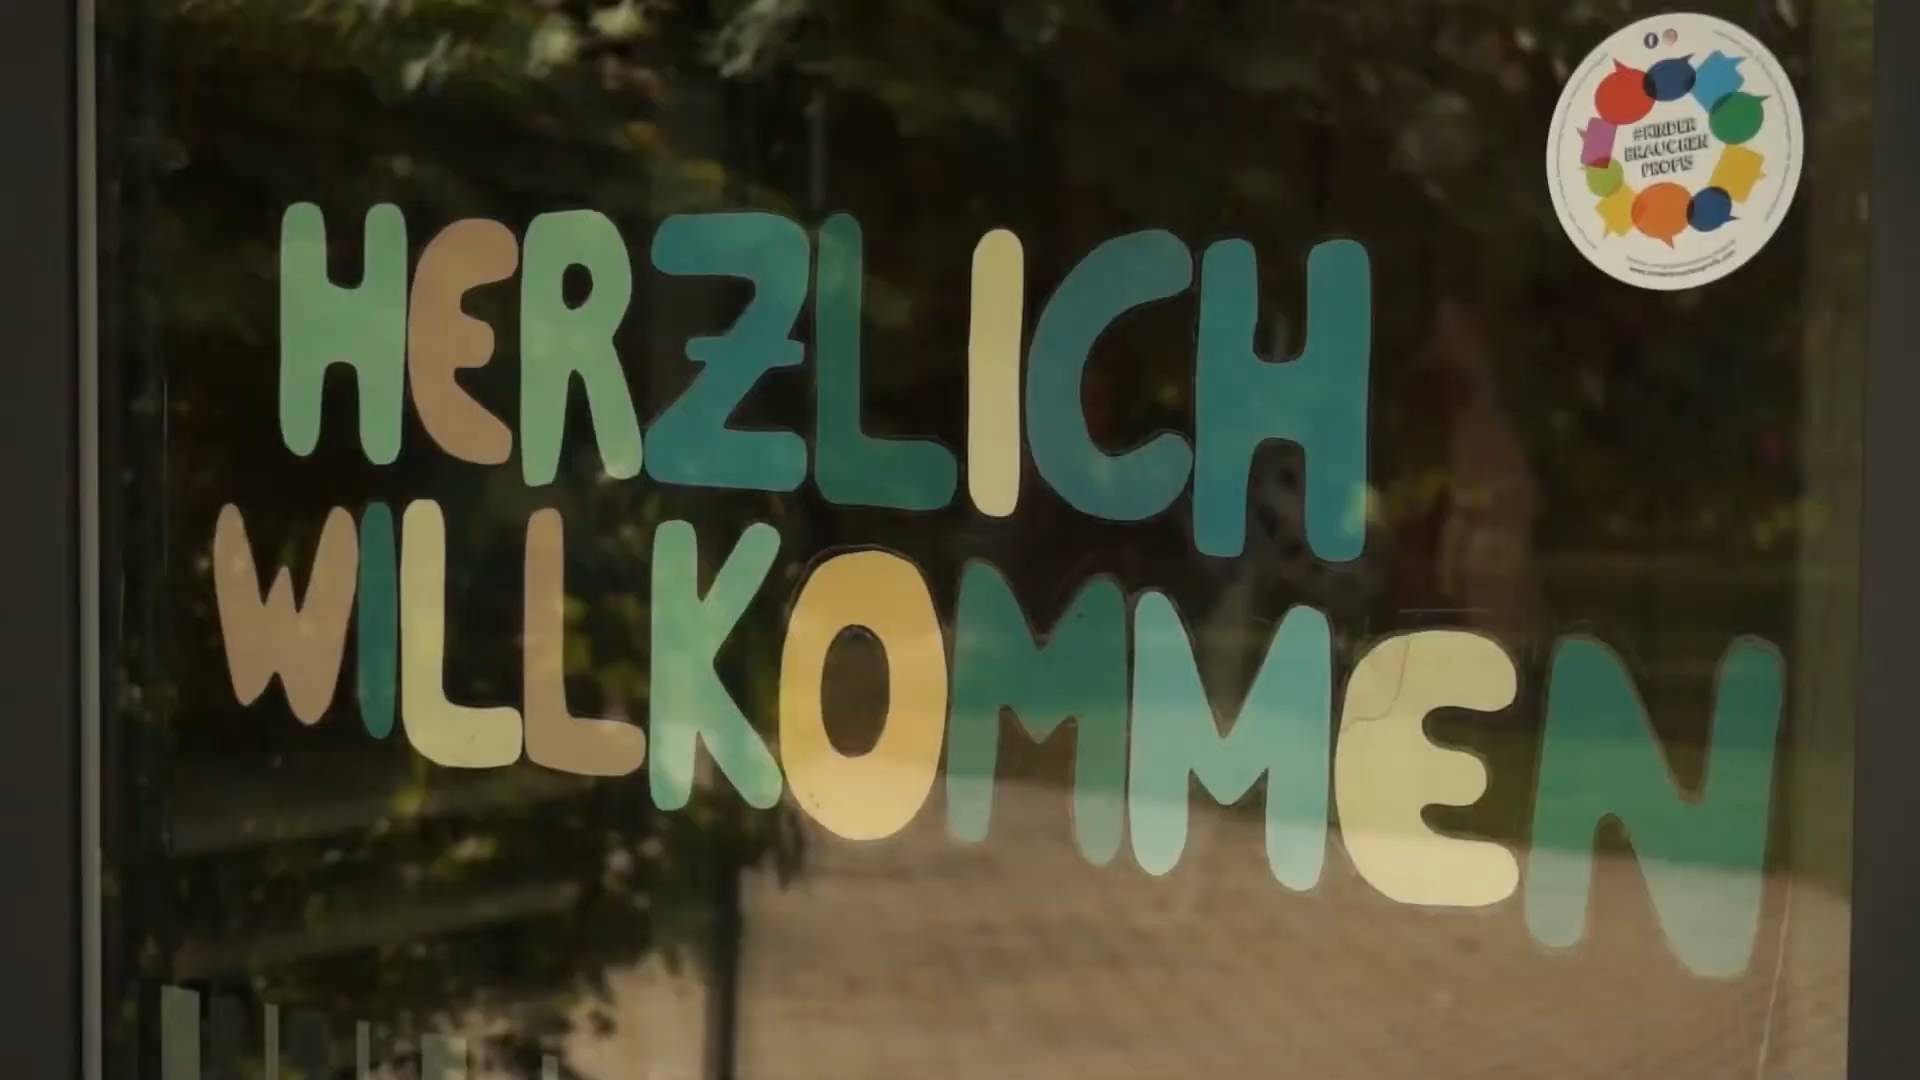 HERZLICH
WILLKOMMEN
#KINDER
BRAUCHEN
PROFIS